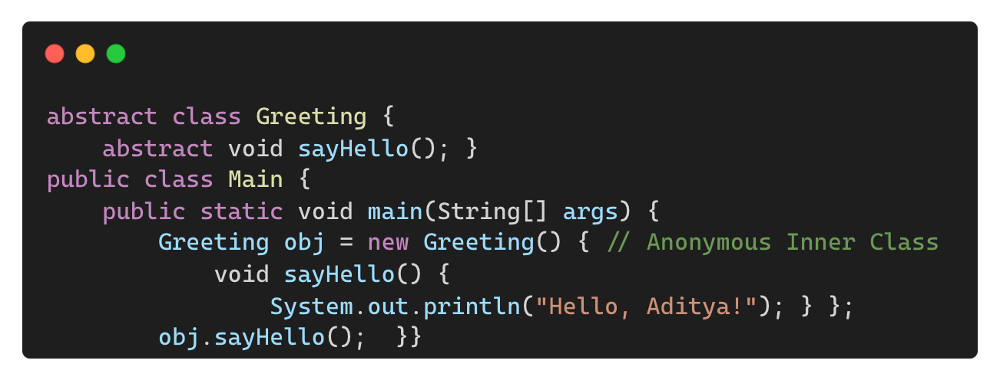 abstract class Greeting {
    abstract void sayHello(); }
public class Main {
    public static void main(String[] args) {
        Greeting obj = new Greeting() { // Anonymous Inner Class
            void sayHello() {
                System.out.println("Hello, Aditya!"); } };
        obj.sayHello();  }}